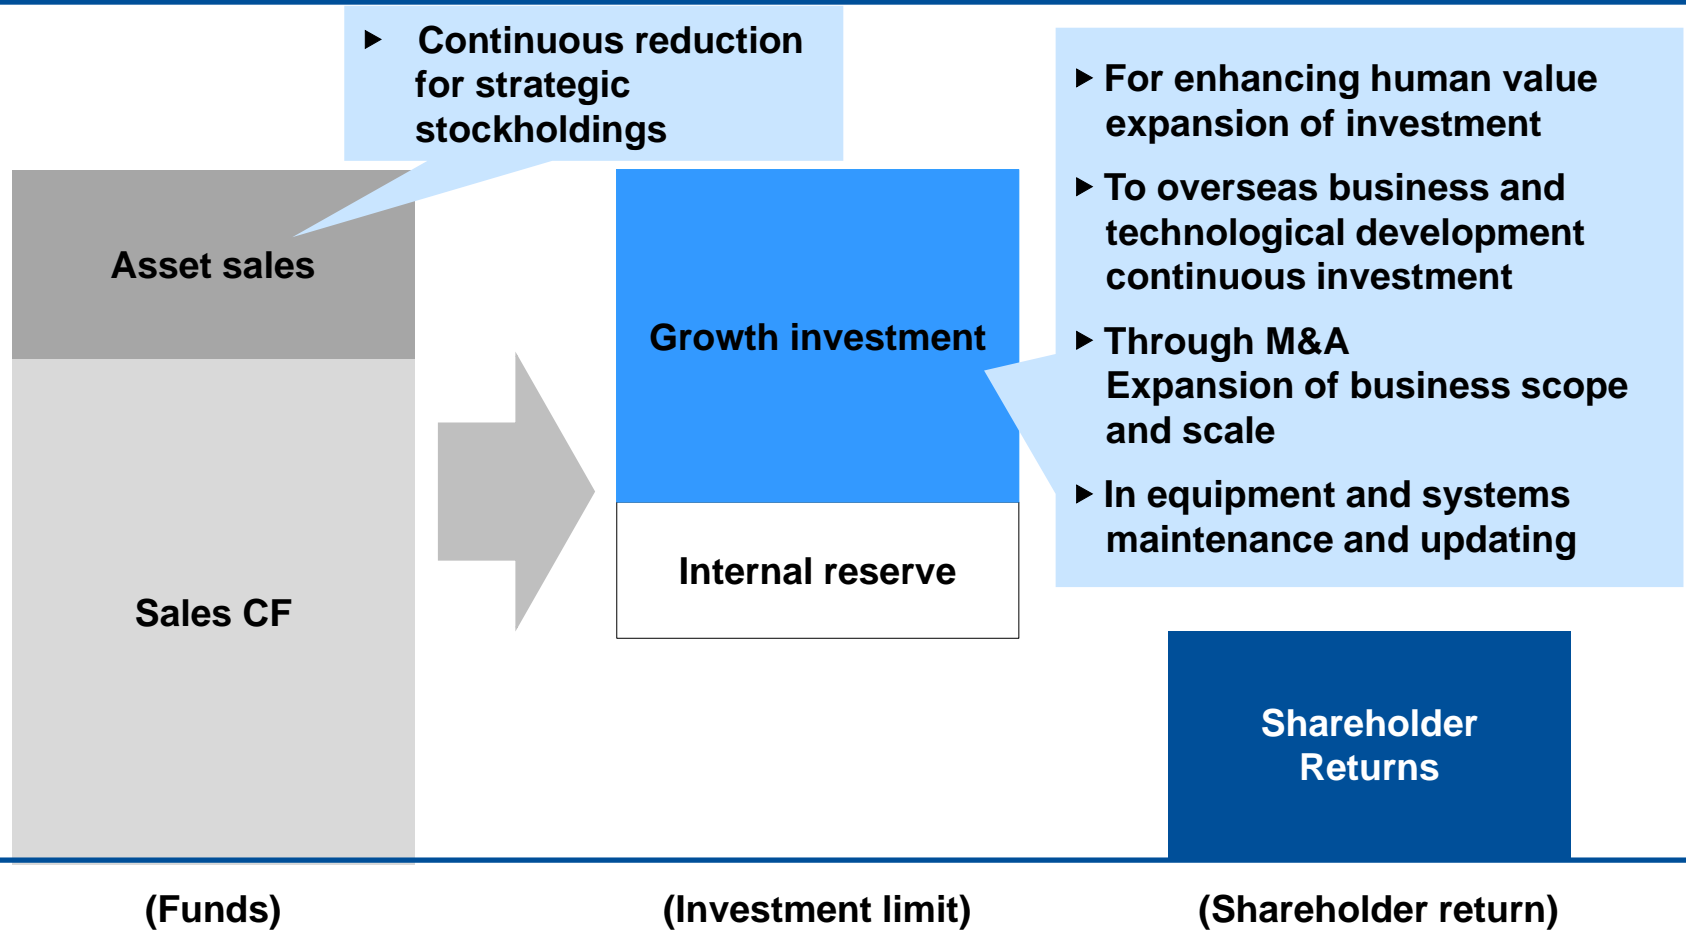 ▶ Continuous reduction
for strategic
stockholdings
Asset sales
Sales CF
Growth investment
Internal reserve
▶ For enhancing human value
expansion of investment
▶ To overseas business and
technological development
continuous investment
▶ Through M&A
Expansion of business scope
and scale
▶ In equipment and systems
maintenance and updating
Shareholder
Returns
(Funds)
(Investment limit)
(Shareholder return)